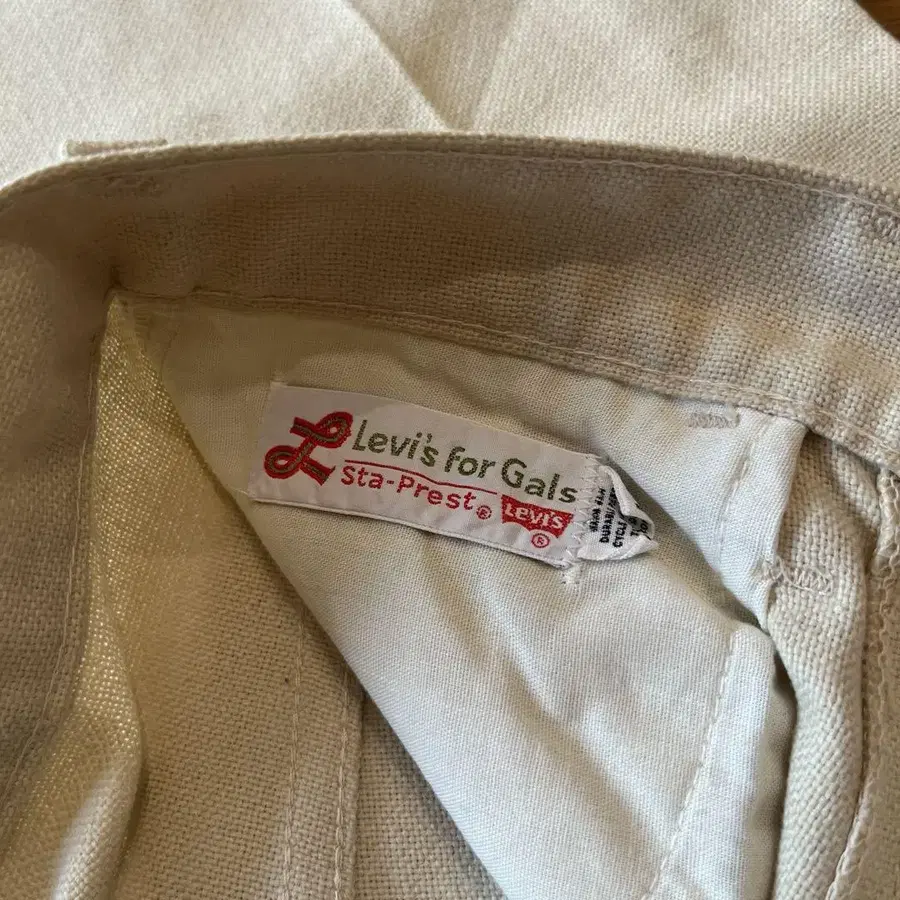 L Levi's for Gals
Sta-Prest®
LEVI'S
®